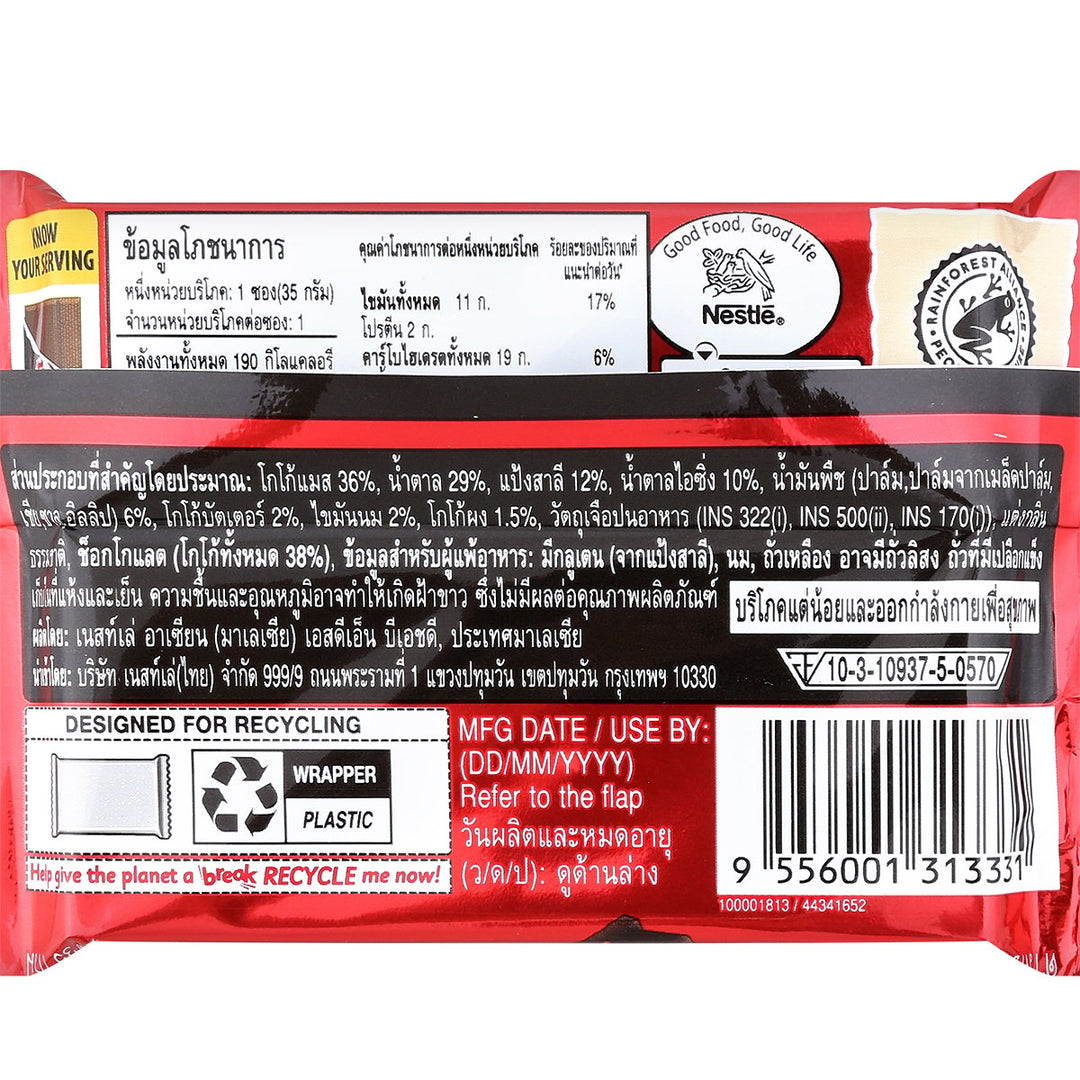 KNOW
YOUR SERVING
ข้อมูลโภชนาการ
หนึ่งหน่วยบริโภค: 1 ซอง(35 กรัม)
จำนวนหน่วยบริโภคต่อซอง: 1
พลังงานทั้งหมด 190 กิโลแคลอรี
คุณค่าโภชนาการต่อหนึ่งหน่วยบริโภค ร้อยละของปริมาณที่
แนะนำต่อวัน*
ไขมันทั้งหมด 11 ก. 17%
โปรตีน 2 ก.
คาร์โบไฮเดรตทั้งหมด 19 ก. 6%
Good Food, Good Life
Nestlé®
RAINFOREST ALLIANCE
ส่วนประกอบที่สำคัญโดยประมาณ: โกโก้แมส 36%, น้ำตาล 29%, แป้งสาลี 12%, น้ำตาลไอซิ่ง 10%, น้ำมันพืช (ปาล์ม,ปาล์มจากเมล็ดปาล์ม,
อิลลิป) 6%, โกโก้บัตเตอร์ 2%, ไขมันนม 2%, โกโก้ผง 1.5%, วัตถุเจือปนอาหาร (INS 322(i), INS 500(ii), INS 170(i)), แต่งกลิ่น
ธรรมชาติ, ช็อกโกแลต (โกโก้ทั้งหมด 38%), ข้อมูลสำหรับผู้แพ้อาหาร: มีกลูเตน (จากแป้งสาลี), นม, ถั่วเหลือง อาจมีถั่วลิสง ถั่วที่มีเปลือกแข็ง
เก็บในที่แห้งและเย็น ความชื้นและอุณหภูมิอาจทำให้เกิดฝ้าขาว ซึ่งไม่มีผลต่อคุณภาพผลิตภัณฑ์
บริโภคแต่น้อยและออกกำลังกายเพื่อสุขภาพ
ผลิตโดย: เนสท์เล่ อาเซียน (มาเลเซีย) เอสดีเอ็น บีเอชดี, ประเทศมาเลเซีย
นำเข้าโดย: บริษัท เนสท์เล่(ไทย) จำกัด 999/9 ถนนพระรามที่ 1 แขวงปทุมวัน เขตปทุมวัน กรุงเทพฯ 10330
10-3-10937-5-0570
DESIGNED FOR RECYCLING
WRAPPER
PLASTIC
Help give the planet a break RECYCLE me now!
MFG DATE / USE BY:
(DD/MM/YYYY)
Refer to the flap
วันผลิตและหมดอายุ
(ว/ด/ป): ดูด้านล่าง
9 556001 313331
100001813 / 44341652